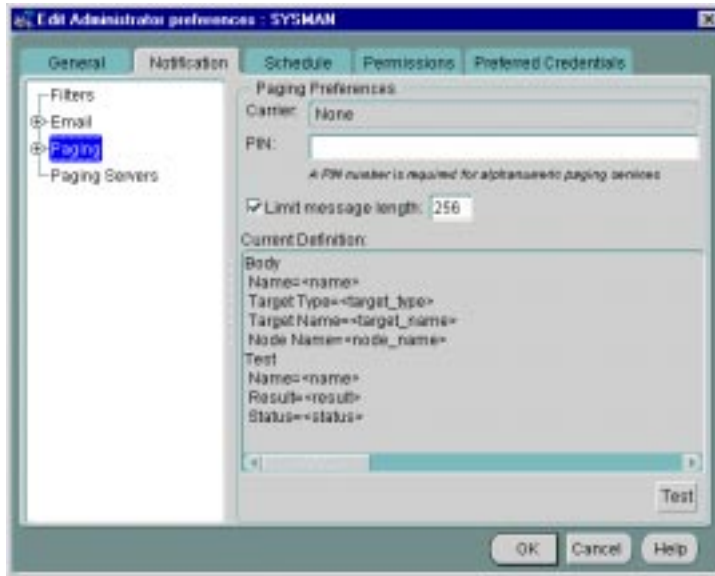 Edit Administrator preferences : SYSMAN
General Notification Schedule Permissions Preferred Credentials
Filters
Email
Paging
Paging Servers
Paging Preferences
Carrier: None
PIN:
A PIN number is required for alphanumeric paging services
Limit message length: 256
Current Definition:
Body
Name=<name>
Target Type=<target_type>
Target Name=<target_name>
Node Name=<node_name>
Test
Name=<name>
Result=<result>
Status=<status>
Test
OK Cancel Help